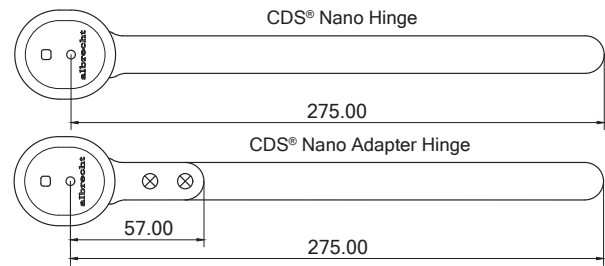 CDS® Nano Hinge
albrecht
275.00
CDS® Nano Adapter Hinge
albrecht
57.00
275.00